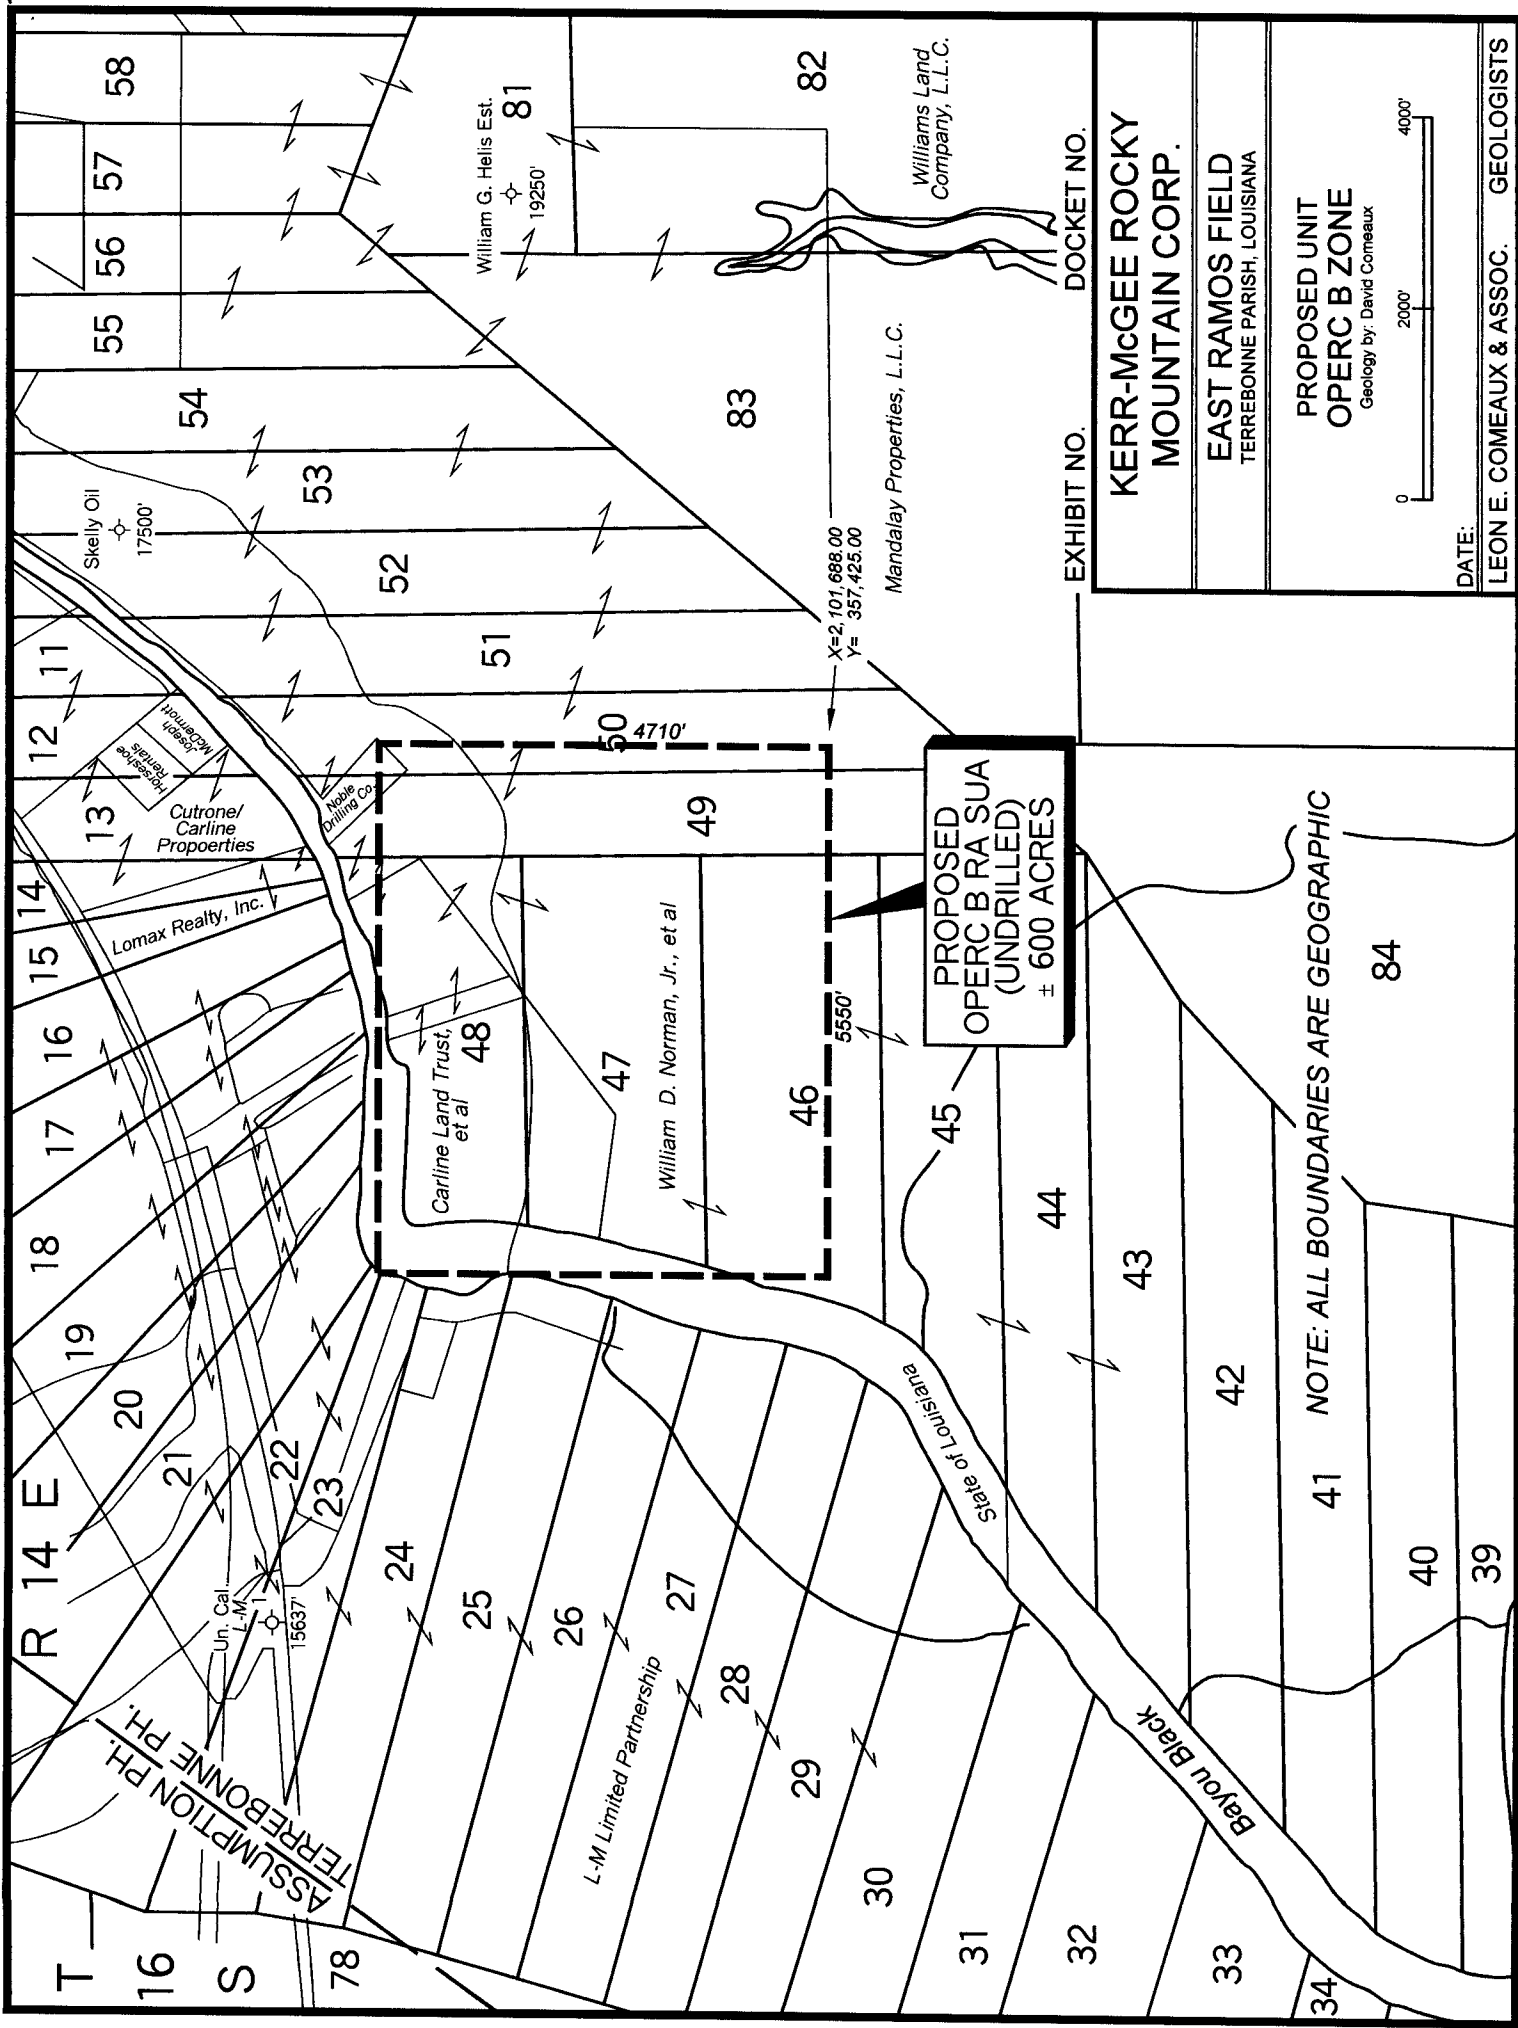 T
16
S
R 14 E
ASSUMPTION PH.
TERREBONNE PH.
78
Un. Cal.
L-M
1
15637'
11
12
13
14
15
16
17
18
19
20
21
22
23
24
25
26
27
28
29
30
31
32
33
34
39
40
41
42
43
44
45
46
47
48
49
50
51
52
53
54
55
56
57
58
81
82
83
84
Lomax Realty, Inc.
Cutrone/
Carline
Propoerties
Horseshoe
Rentals
Joseph
McDermott
Noble
Drilling Co.
Skelly Oil
17500'
William G. Helis Est.
19250'
Williams Land
Company, L.L.C.
Mandalay Properties, L.L.C.
Carline Land Trust,
et al
William D. Norman, Jr., et al
L-M Limited Partnership
State of Louisiana
Bayou Black
4710'
5550'
X=2,101,688.00
Y= 357,425.00
PROPOSED
OPERC B RA SUA
(UNDRILLED)
± 600 ACRES
NOTE: ALL BOUNDARIES ARE GEOGRAPHIC
EXHIBIT NO.
DOCKET NO.
KERR-McGEE ROCKY
MOUNTAIN CORP.
EAST RAMOS FIELD
TERREBONNE PARISH, LOUISIANA
PROPOSED UNIT
OPERC B ZONE
Geology by: David Comeaux
0 2000' 4000'
DATE:
LEON E. COMEAUX & ASSOC. GEOLOGISTS